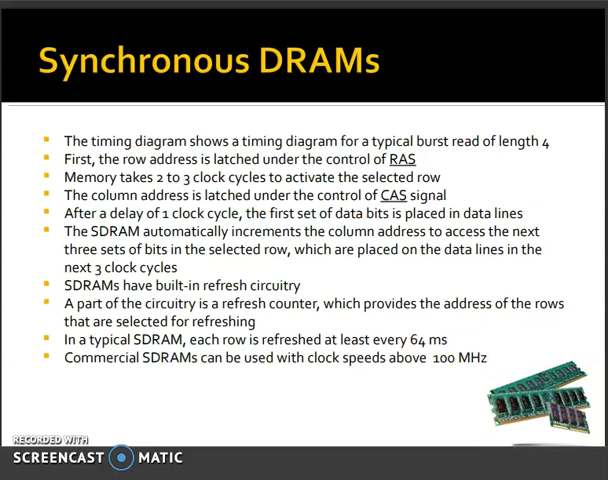 Synchronous DRAMs
The timing diagram shows a timing diagram for a typical burst read of length 4
First, the row address is latched under the control of RAS
Memory takes 2 to 3 clock cycles to activate the selected row
The column address is latched under the control of CAS signal
After a delay of 1 clock cycle, the first set of data bits is placed in data lines
The SDRAM automatically increments the column address to access the next
three sets of bits in the selected row, which are placed on the data lines in the
next 3 clock cycles
SDRAMs have built-in refresh circuitry
A part of the circuitry is a refresh counter, which provides the address of the rows
that are selected for refreshing
In a typical SDRAM, each row is refreshed at least every 64 ms
Commercial SDRAMs can be used with clock speeds above 100 MHz
RECORDED WITH
SCREENCAST MATIC